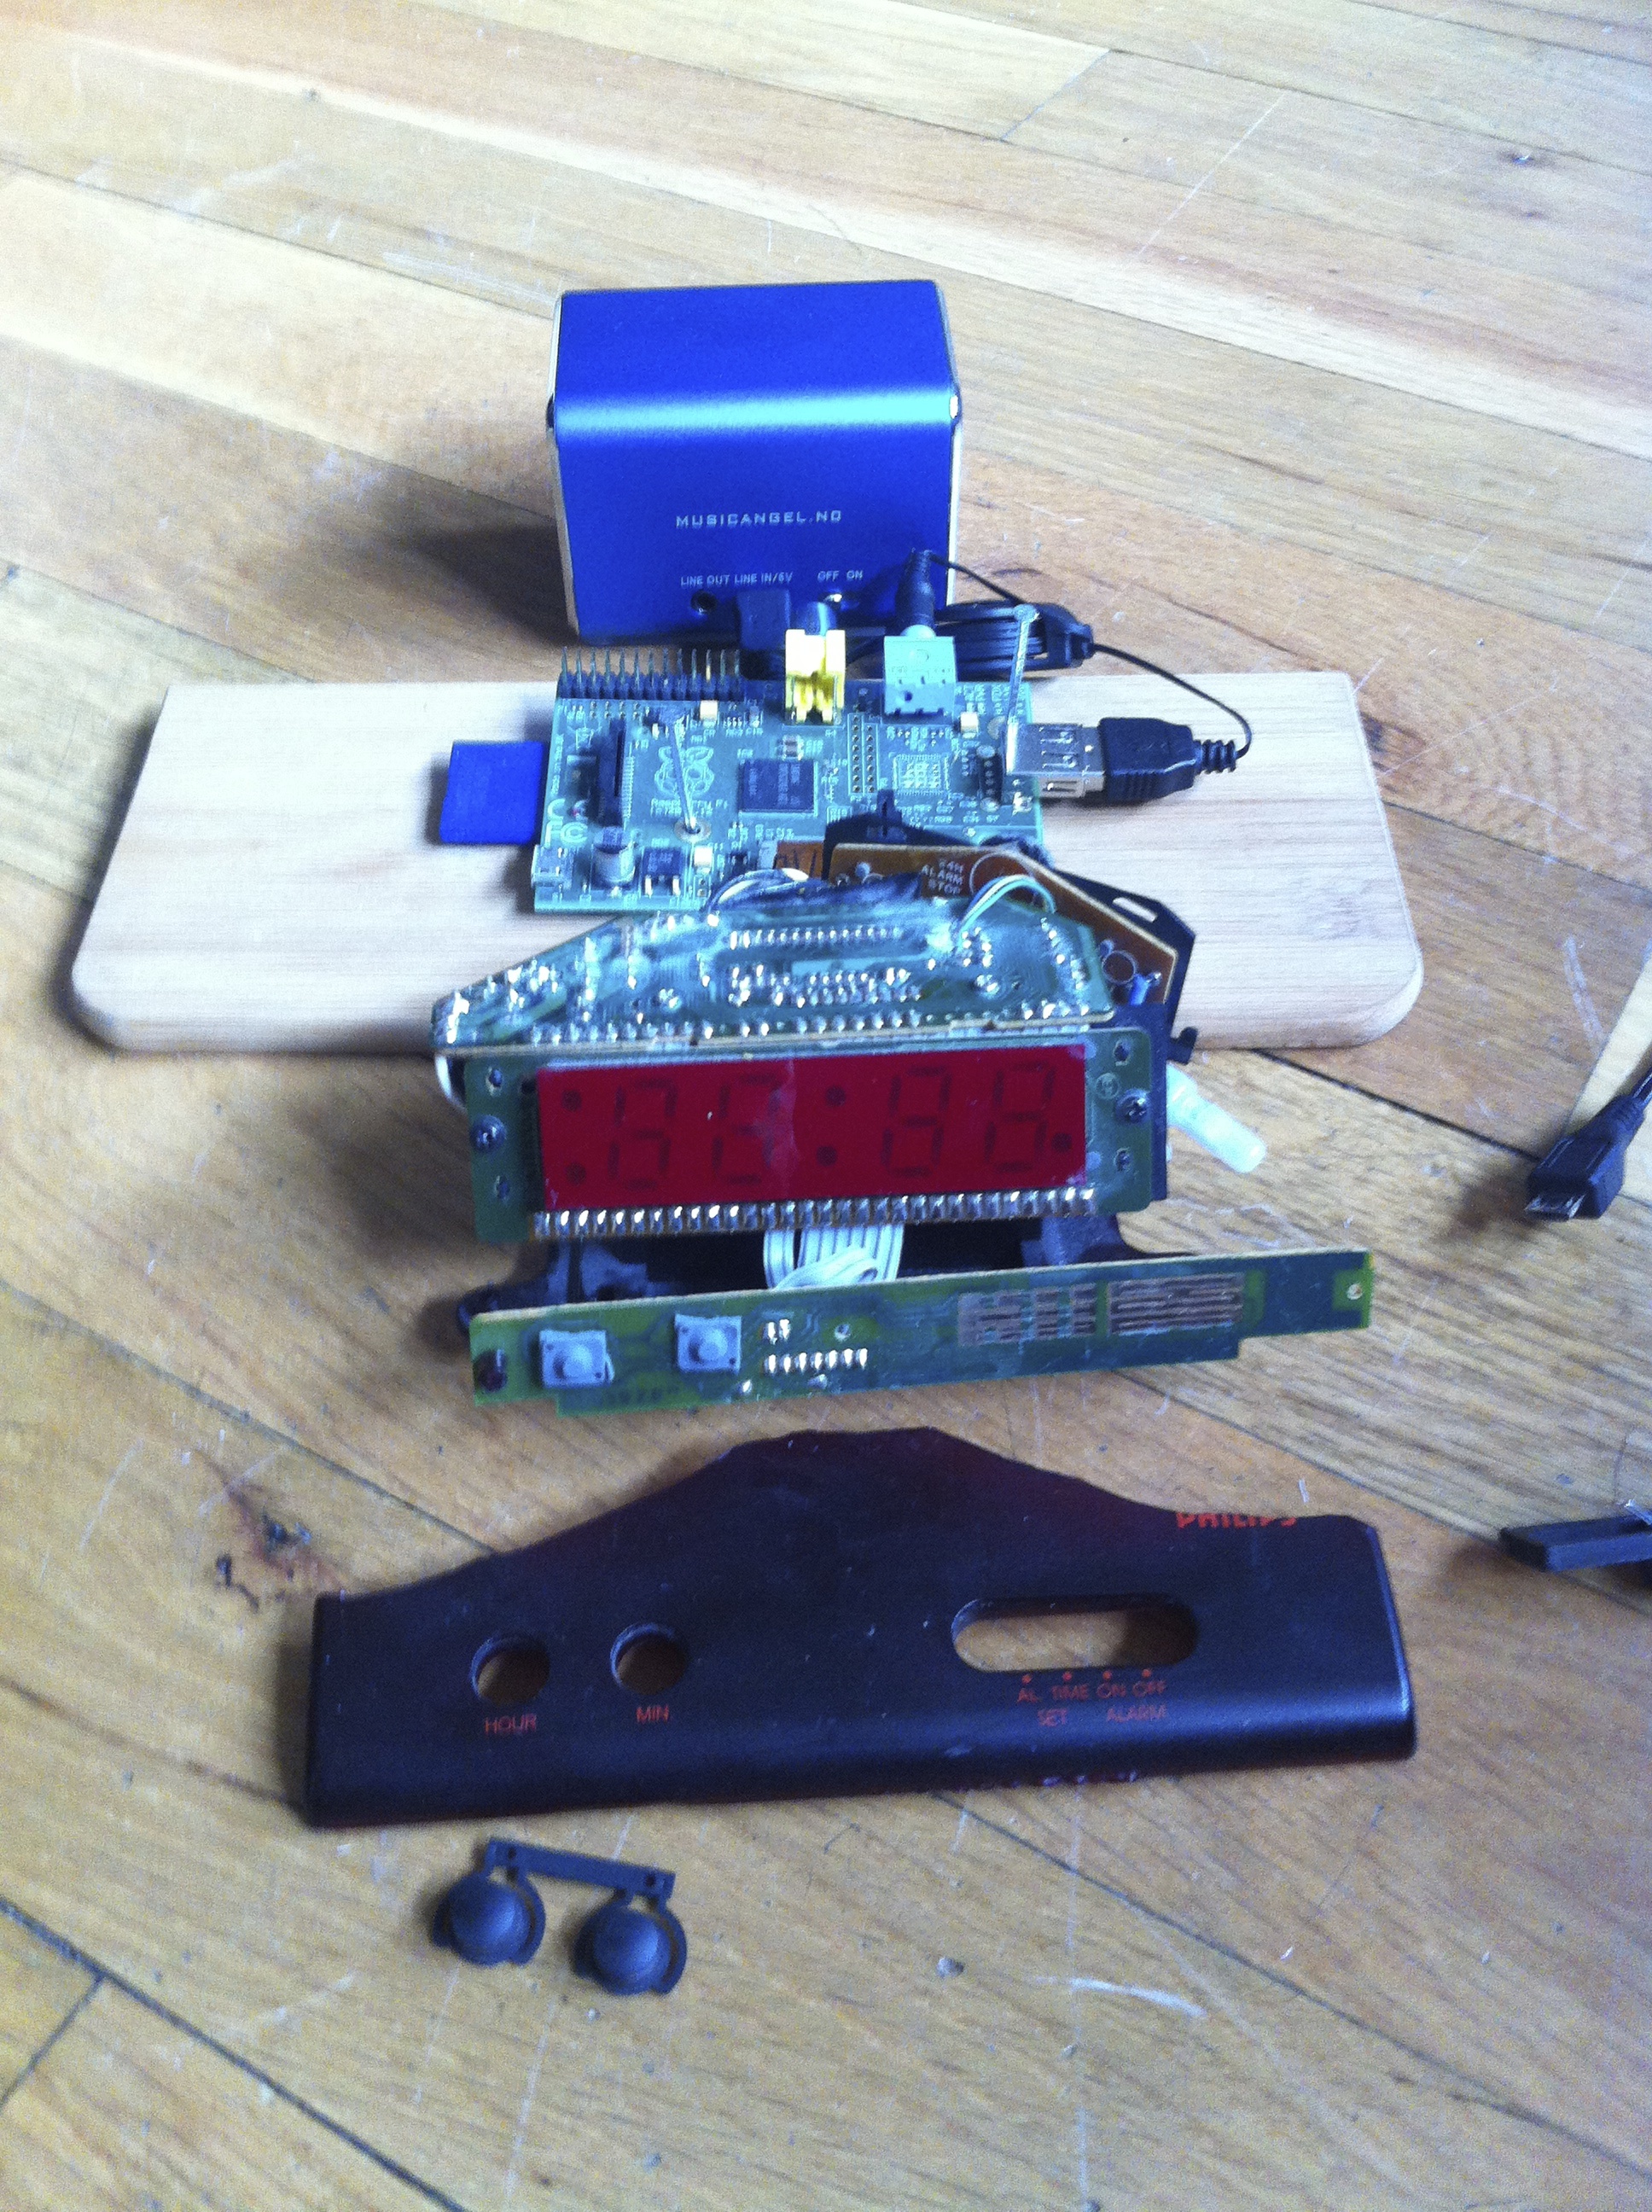 MUSICANGEL.NO
LINE OUT LINE IN/5V OFF ON
24H
ALARM
STOP
PHILIPS
AL. TIME ON OFF
SET ALARM
HOUR MIN.